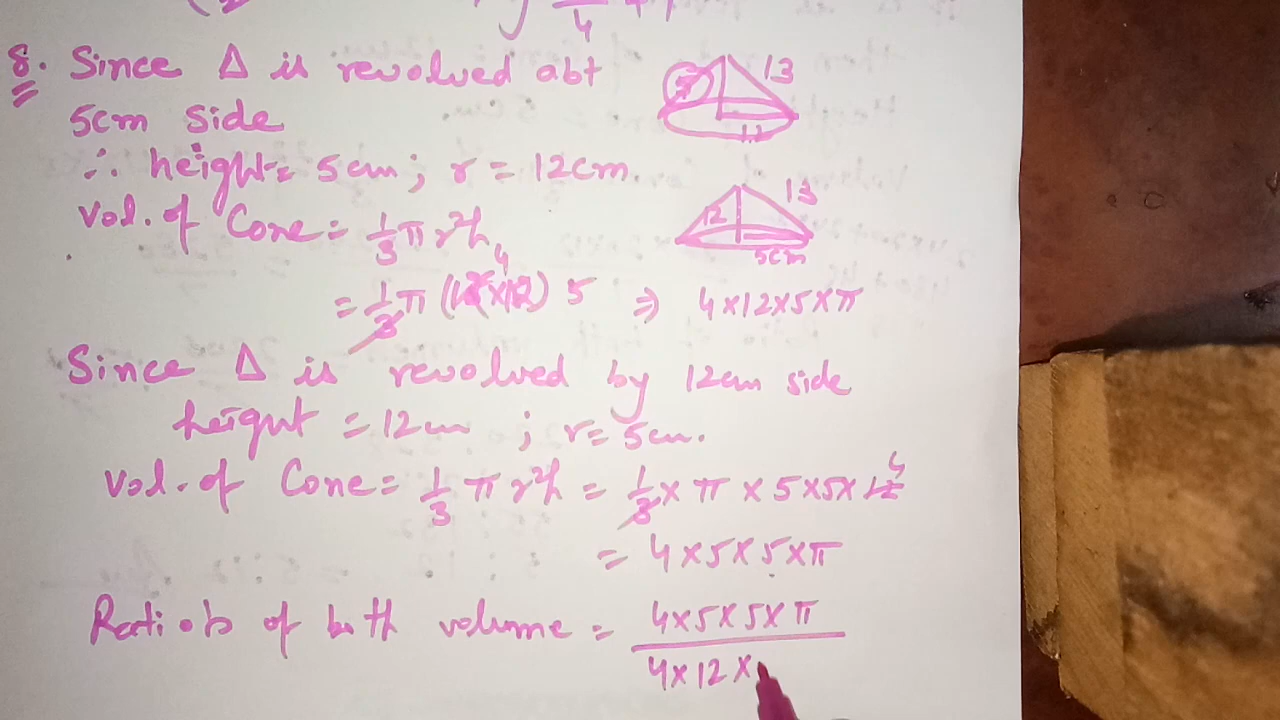 8. Since Δ is revolved abt
13
5cm side
12
∴ height = 5cm ; r = 12cm.
13
12
5cm
Vol. of Cone = 1/3 π r²h
= 1/3 π (12 × 12) 5 ⇒ 4×12×5×π
4
Since Δ is revolved by 12cm side
height = 12cm ; r = 5cm.
Vol. of Cone = 1/3 π r²h = 1/3 × π × 5×5×12
4
= 4×5×5×π
Ratio of both volume = 4×5×5×π
4×12×